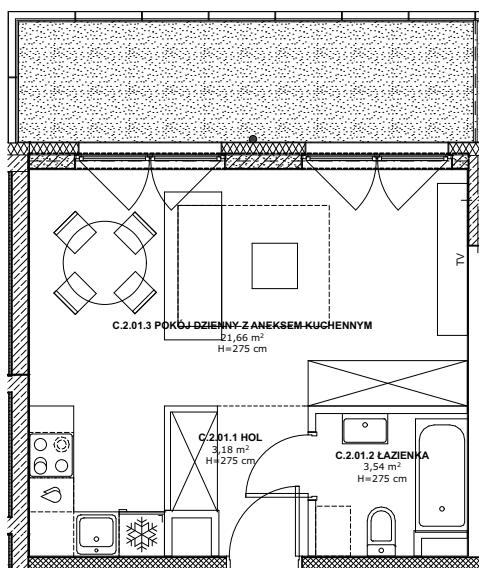 TV
C.2.01.3 POKÓJ DZIENNY Z ANEKSEM KUCHENNYM
21,66 m²
H=275 cm
C.2.01.1 HOL
3,18 m²
H=275 cm
C.2.01.2 ŁAZIENKA
3,54 m²
H=275 cm